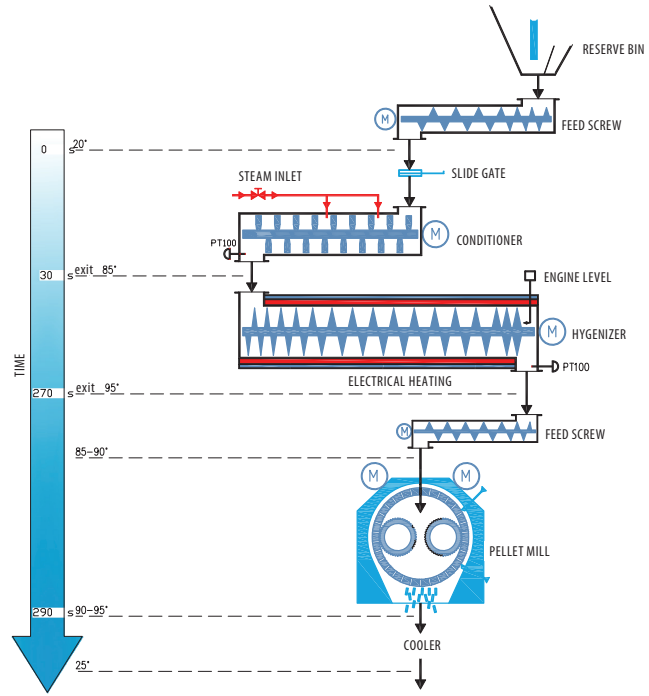 RESERVE BIN
M
FEED SCREW
0 s 20°
SLIDE GATE
STEAM INLET
M
CONDITIONER
PT100
30 s exit 85°
ENGINE LEVEL
M
HYGENIZER
PT100
ELECTRICAL HEATING
TIME
270 s exit 95°
M
FEED SCREW
85-90°
M
M
PELLET MILL
290 s 90-95°
COOLER
25°